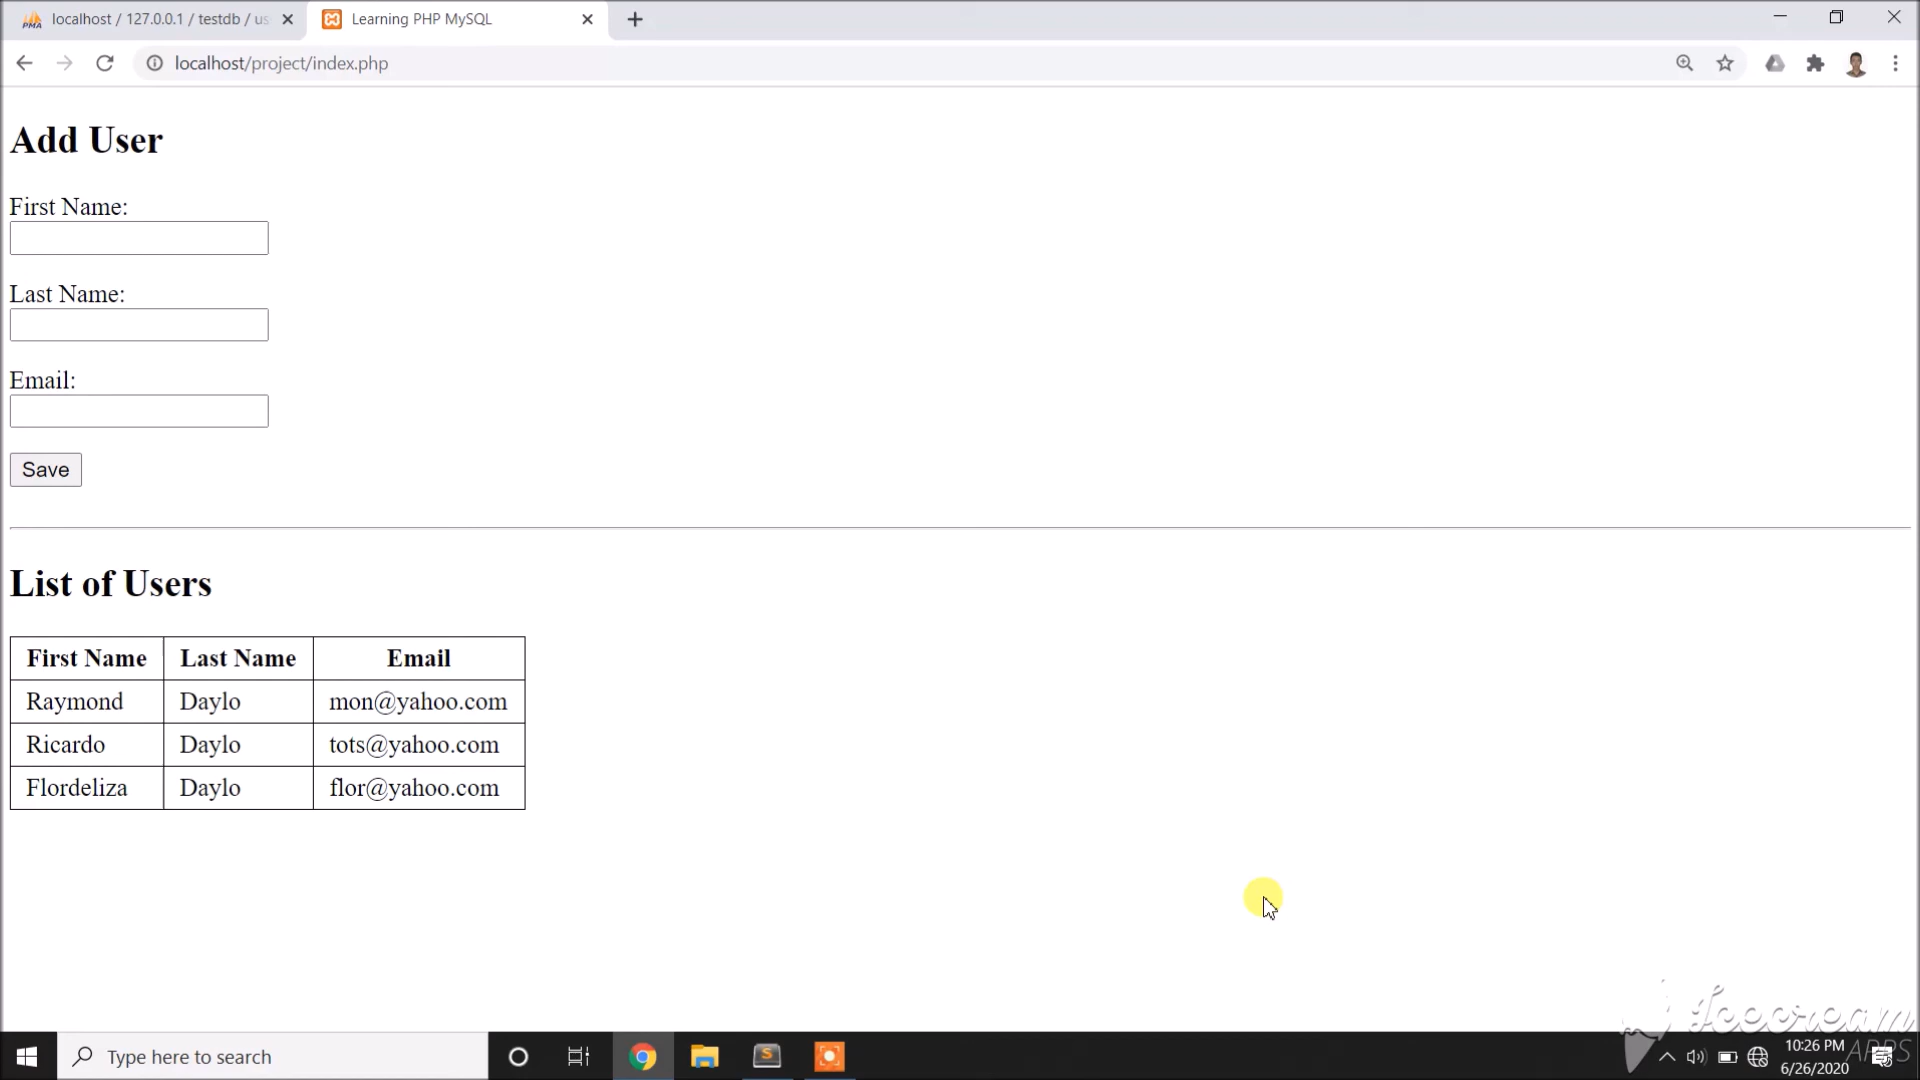 localhost / 127.0.0.1 / testdb / us
Learning PHP MySQL
localhost/project/index.php
Add User
First Name:
Last Name:
Email:
Save
List of Users
First Name Last Name Email
Raymond Daylo mon@yahoo.com
Ricardo Daylo tots@yahoo.com
Flordeliza Daylo flor@yahoo.com
Icecream
APPS
Type here to search
10:26 PM
6/26/2020